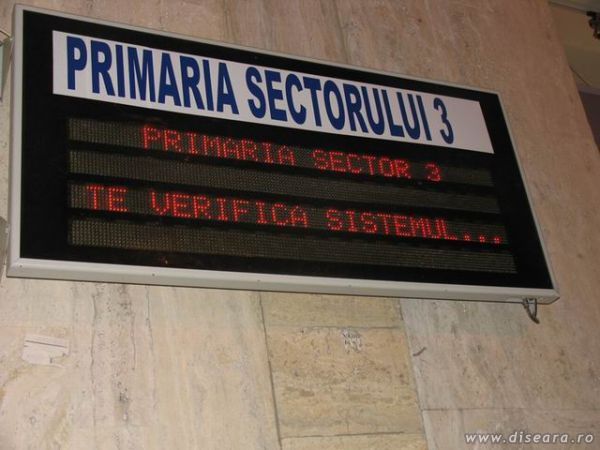 PRIMARIA SECTORULUI 3
PRIMARIA SECTOR 3
TE VERIFICA SISTEMUL...
www.diseara.ro